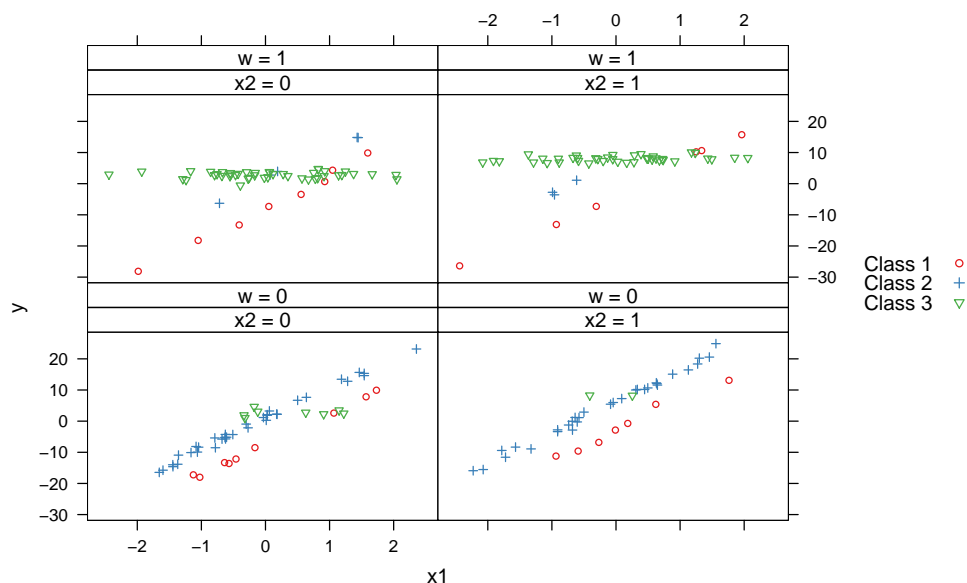 −2 −1 0 1 2
w = 1 w = 1
x2 = 0 x2 = 1
20
10
0
−10
−20
−30
w = 0 w = 0
x2 = 0 x2 = 1
20
10
0
−10
−20
−30
−2 −1 0 1 2
x1
y
Class 1
Class 2
Class 3